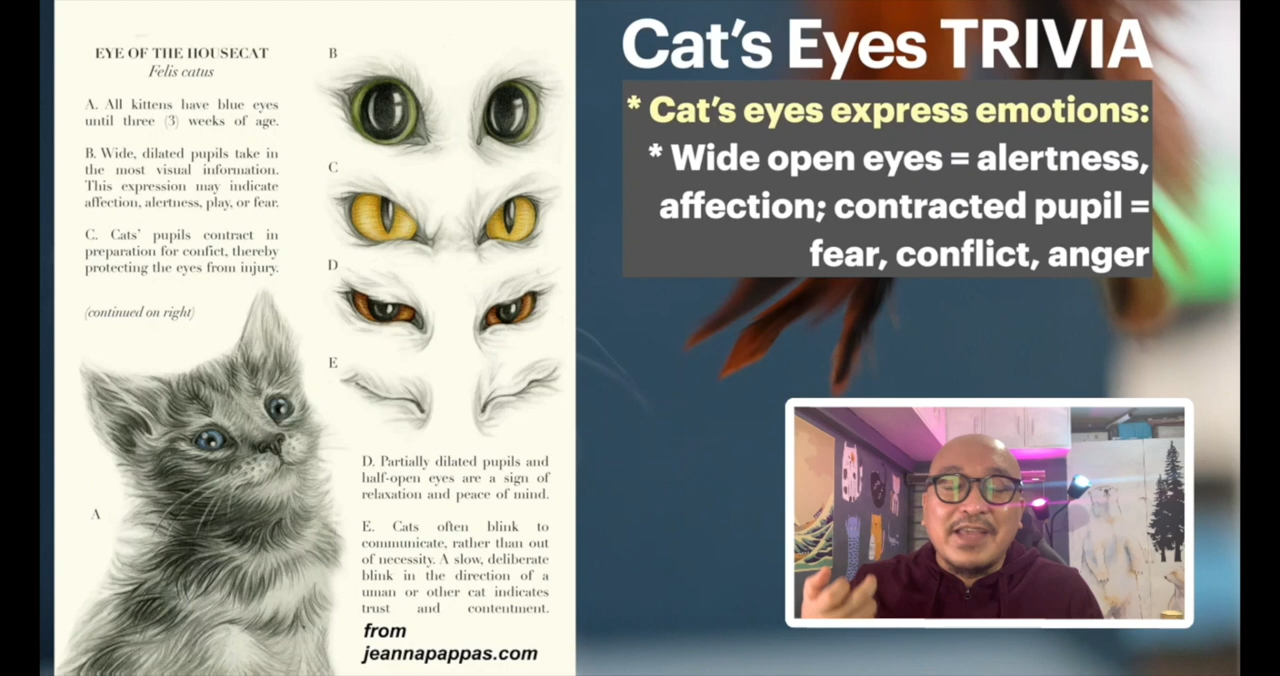 EYE OF THE HOUSECAT
Felis catus
A. All kittens have blue eyes
until three (3) weeks of age.
B. Wide, dilated pupils take in
the most visual information.
This expression may indicate
affection, alertness, play, or fear.
C. Cats' pupils contract in
preparation for confict, thereby
protecting the eyes from injury.
(continued on right)
A
B
C
D
E
D. Partially dilated pupils and
half-open eyes are a sign of
relaxation and peace of mind.
E. Cats often blink to
communicate, rather than out
of necessity. A slow, deliberate
blink in the direction of a
uman or other cat indicates
trust and contentment.
from
jeannapappas.com
Cat's Eyes TRIVIA
* Cat's eyes express emotions:
* Wide open eyes = alertness,
affection; contracted pupil =
fear, conflict, anger